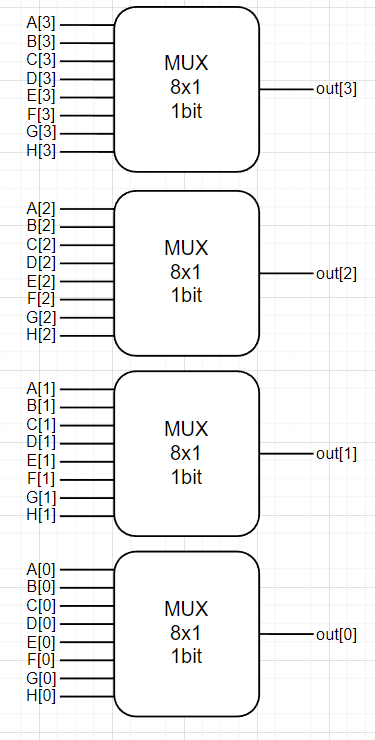 A[3]
B[3]
C[3]
D[3]
E[3]
F[3]
G[3]
H[3]
MUX
8x1
1bit
out[3]
A[2]
B[2]
C[2]
D[2]
E[2]
F[2]
G[2]
H[2]
MUX
8x1
1bit
out[2]
A[1]
B[1]
C[1]
D[1]
E[1]
F[1]
G[1]
H[1]
MUX
8x1
1bit
out[1]
A[0]
B[0]
C[0]
D[0]
E[0]
F[0]
G[0]
H[0]
MUX
8x1
1bit
out[0]